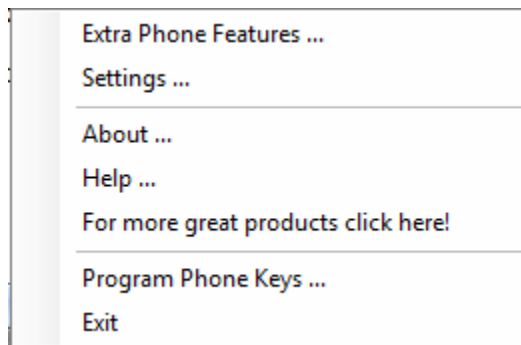 Extra Phone Features ...
Settings ...
About ...
Help ...
For more great products click here!
Program Phone Keys ...
Exit